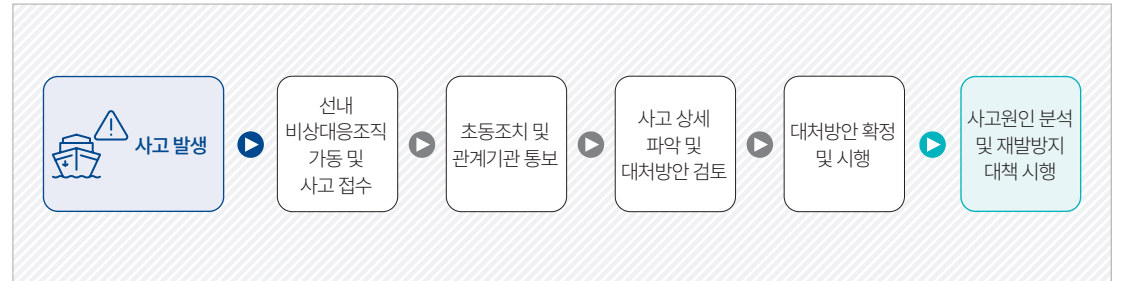 사고 발생
선내
비상대응조직
가동 및
사고 접수
초동조치 및
관계기관 통보
사고 상세
파악 및
대처방안 검토
대처방안 확정
및 시행
사고원인 분석
및 재발방지
대책 시행